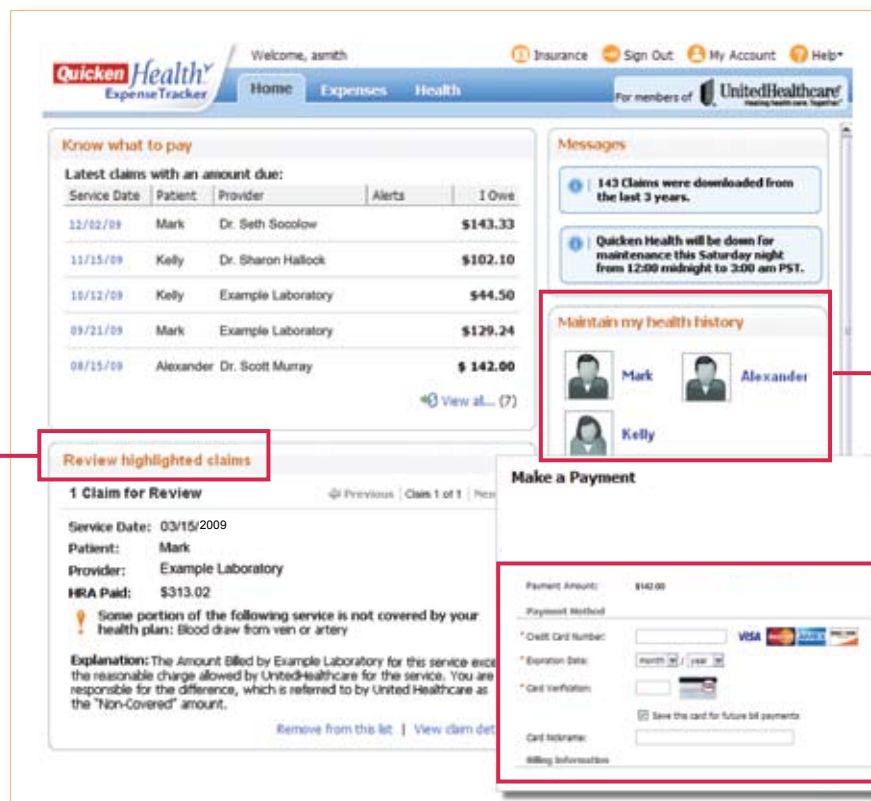 Quicken Health
Expense Tracker
Welcome, asmith
Insurance Sign Out My Account Help
Home Expenses Health
For members of UnitedHealthcare
Healing health care. Together.
Know what to pay
Latest claims with an amount due:
Service Date Patient Provider Alerts I Owe
12/02/09 Mark Dr. Seth Socolow $143.33
11/15/09 Kelly Dr. Sharon Hallock $102.10
10/12/09 Kelly Example Laboratory $44.50
09/21/09 Mark Example Laboratory $129.24
08/15/09 Alexander Dr. Scott Murray $ 142.00
View all... (7)
Messages
143 Claims were downloaded from
the last 3 years.
Quicken Health will be down for
maintenance this Saturday night
from 12:00 midnight to 3:00 am PST.
Maintain my health history
Mark Alexander
Kelly
Review highlighted claims
1 Claim for Review Previous Claim 1 of 1
Service Date: 03/15/2009
Patient: Mark
Provider: Example Laboratory
HRA Paid: $313.02
Some portion of the following service is not covered by your
health plan: Blood draw from vein or artery
Explanation: The Amount Billed by Example Laboratory for this service exce
the reasonable charge allowed by UnitedHealthcare for the service. You are
responsible for the difference, which is referred to by United Healthcare as
the "Non-Covered" amount.
Remove from this list | View claim det
Make a Payment
Payment Amount: $142.00
Payment Method
* Credit Card Number: VISA
* Expiration Date: month / year
* Card Verification:
Save this card for future bill payments
Card Nickname:
Billing Information